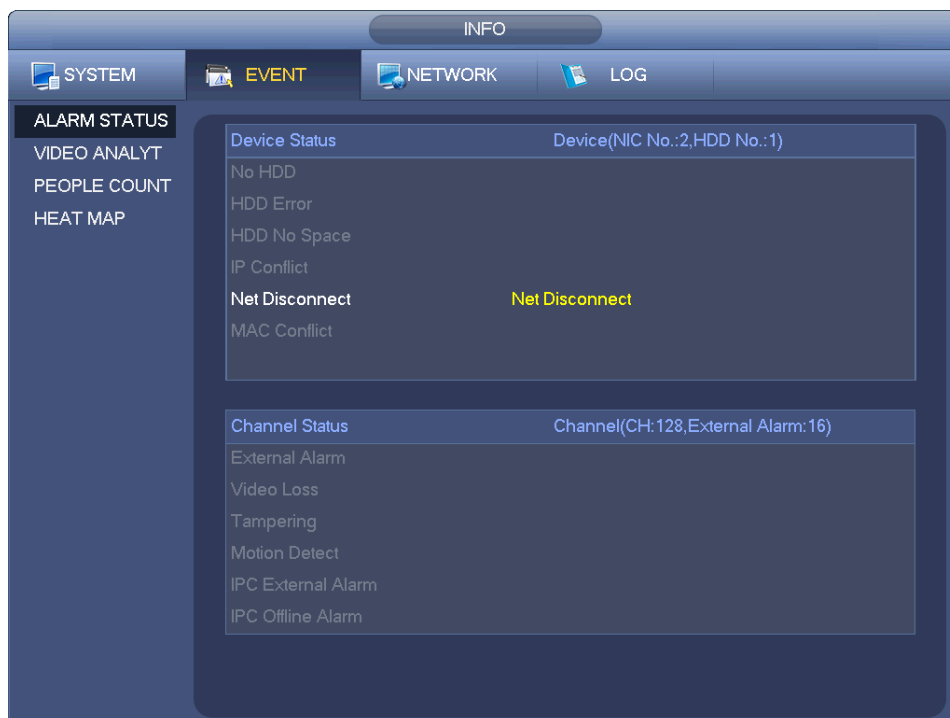 INFO
SYSTEM EVENT NETWORK LOG
ALARM STATUS
VIDEO ANALYT
PEOPLE COUNT
HEAT MAP
Device Status Device(NIC No.:2,HDD No.:1)
No HDD
HDD Error
HDD No Space
IP Conflict
Net Disconnect Net Disconnect
MAC Conflict
Channel Status Channel(CH:128,External Alarm:16)
External Alarm
Video Loss
Tampering
Motion Detect
IPC External Alarm
IPC Offline Alarm